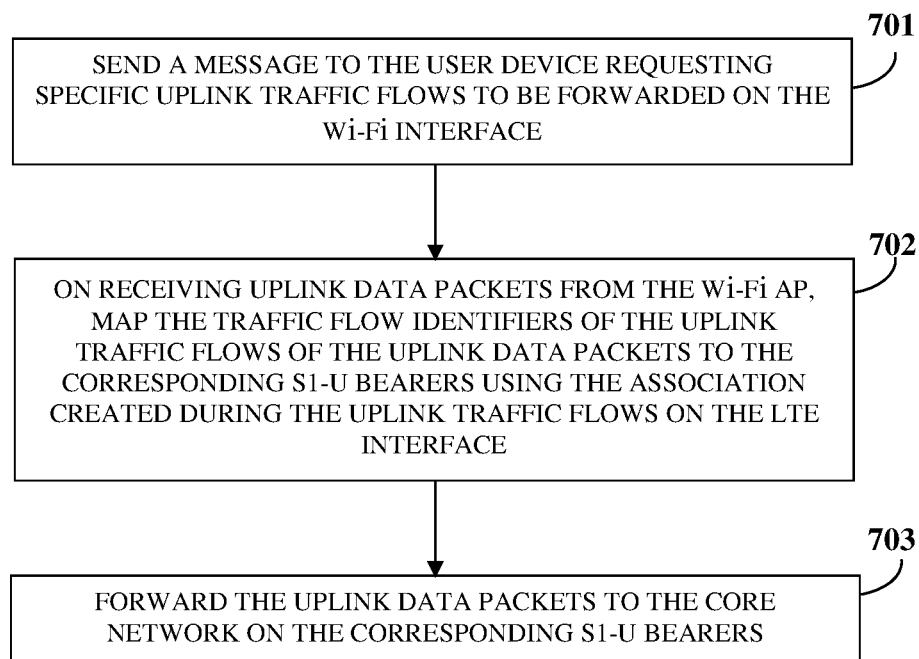 701
SEND A MESSAGE TO THE USER DEVICE REQUESTING
SPECIFIC UPLINK TRAFFIC FLOWS TO BE FORWARDED ON THE
Wi-Fi INTERFACE
702
ON RECEIVING UPLINK DATA PACKETS FROM THE Wi-Fi AP,
MAP THE TRAFFIC FLOW IDENTIFIERS OF THE UPLINK
TRAFFIC FLOWS OF THE UPLINK DATA PACKETS TO THE
CORRESPONDING S1-U BEARERS USING THE ASSOCIATION
CREATED DURING THE UPLINK TRAFFIC FLOWS ON THE LTE
INTERFACE
703
FORWARD THE UPLINK DATA PACKETS TO THE CORE
NETWORK ON THE CORRESPONDING S1-U BEARERS